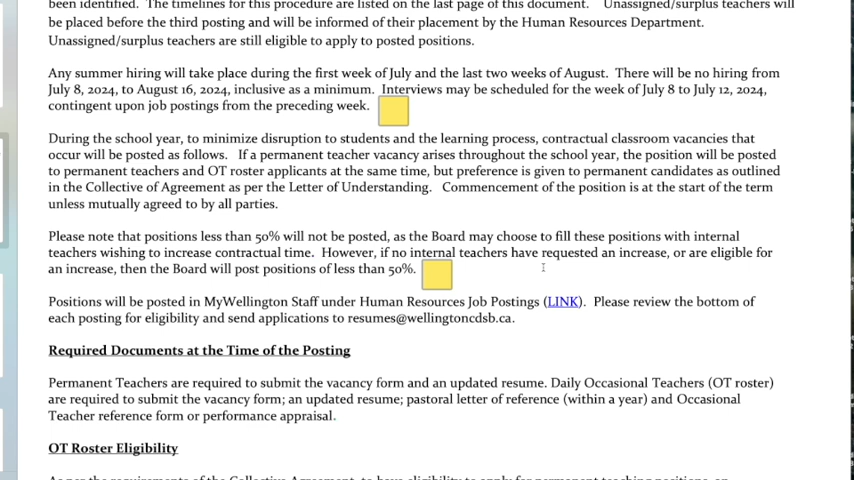 been identified. The timelines for this procedure are listed on the last page of this document. Unassigned/surplus teachers will
be placed before the third posting and will be informed of their placement by the Human Resources Department.
Unassigned/surplus teachers are still eligible to apply to posted positions.
Any summer hiring will take place during the first week of July and the last two weeks of August. There will be no hiring from
July 8, 2024, to August 16, 2024, inclusive as a minimum. Interviews may be scheduled for the week of July 8 to July 12, 2024,
contingent upon job postings from the preceding week.
During the school year, to minimize disruption to students and the learning process, contractual classroom vacancies that
occur will be posted as follows. If a permanent teacher vacancy arises throughout the school year, the position will be posted
to permanent teachers and OT roster applicants at the same time, but preference is given to permanent candidates as outlined
in the Collective of Agreement as per the Letter of Understanding. Commencement of the position is at the start of the term
unless mutually agreed to by all parties.
Please note that positions less than 50% will not be posted, as the Board may choose to fill these positions with internal
teachers wishing to increase contractual time. However, if no internal teachers have requested an increase, or are eligible for
an increase, then the Board will post positions of less than 50%.
Positions will be posted in MyWellington Staff under Human Resources Job Postings (LINK). Please review the bottom of
each posting for eligibility and send applications to resumes@wellingtoncdsb.ca.
Required Documents at the Time of the Posting
Permanent Teachers are required to submit the vacancy form and an updated resume. Daily Occasional Teachers (OT roster)
are required to submit the vacancy form; an updated resume; pastoral letter of reference (within a year) and Occasional
Teacher reference form or performance appraisal.
OT Roster Eligibility